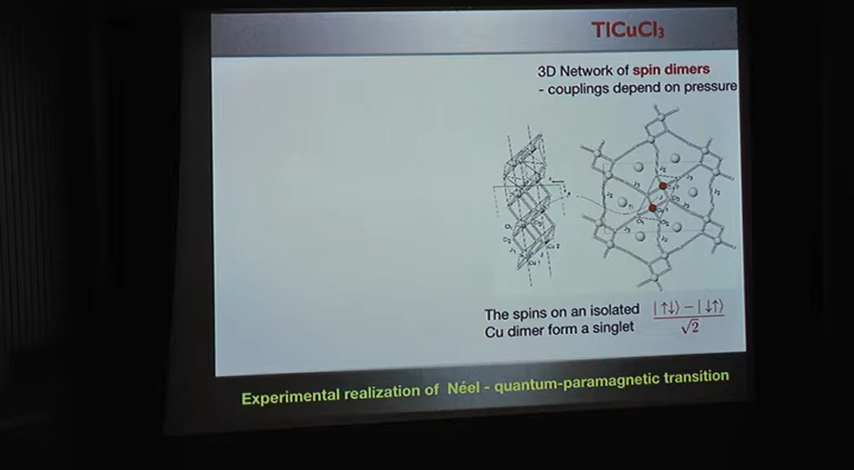 TlCuCl₃
3D Network of spin dimers
- couplings depend on pressure
The spins on an isolated
Cu dimer form a singlet
|↑↓⟩ − |↓↑⟩
√2
Experimental realization of Néel - quantum-paramagnetic transition